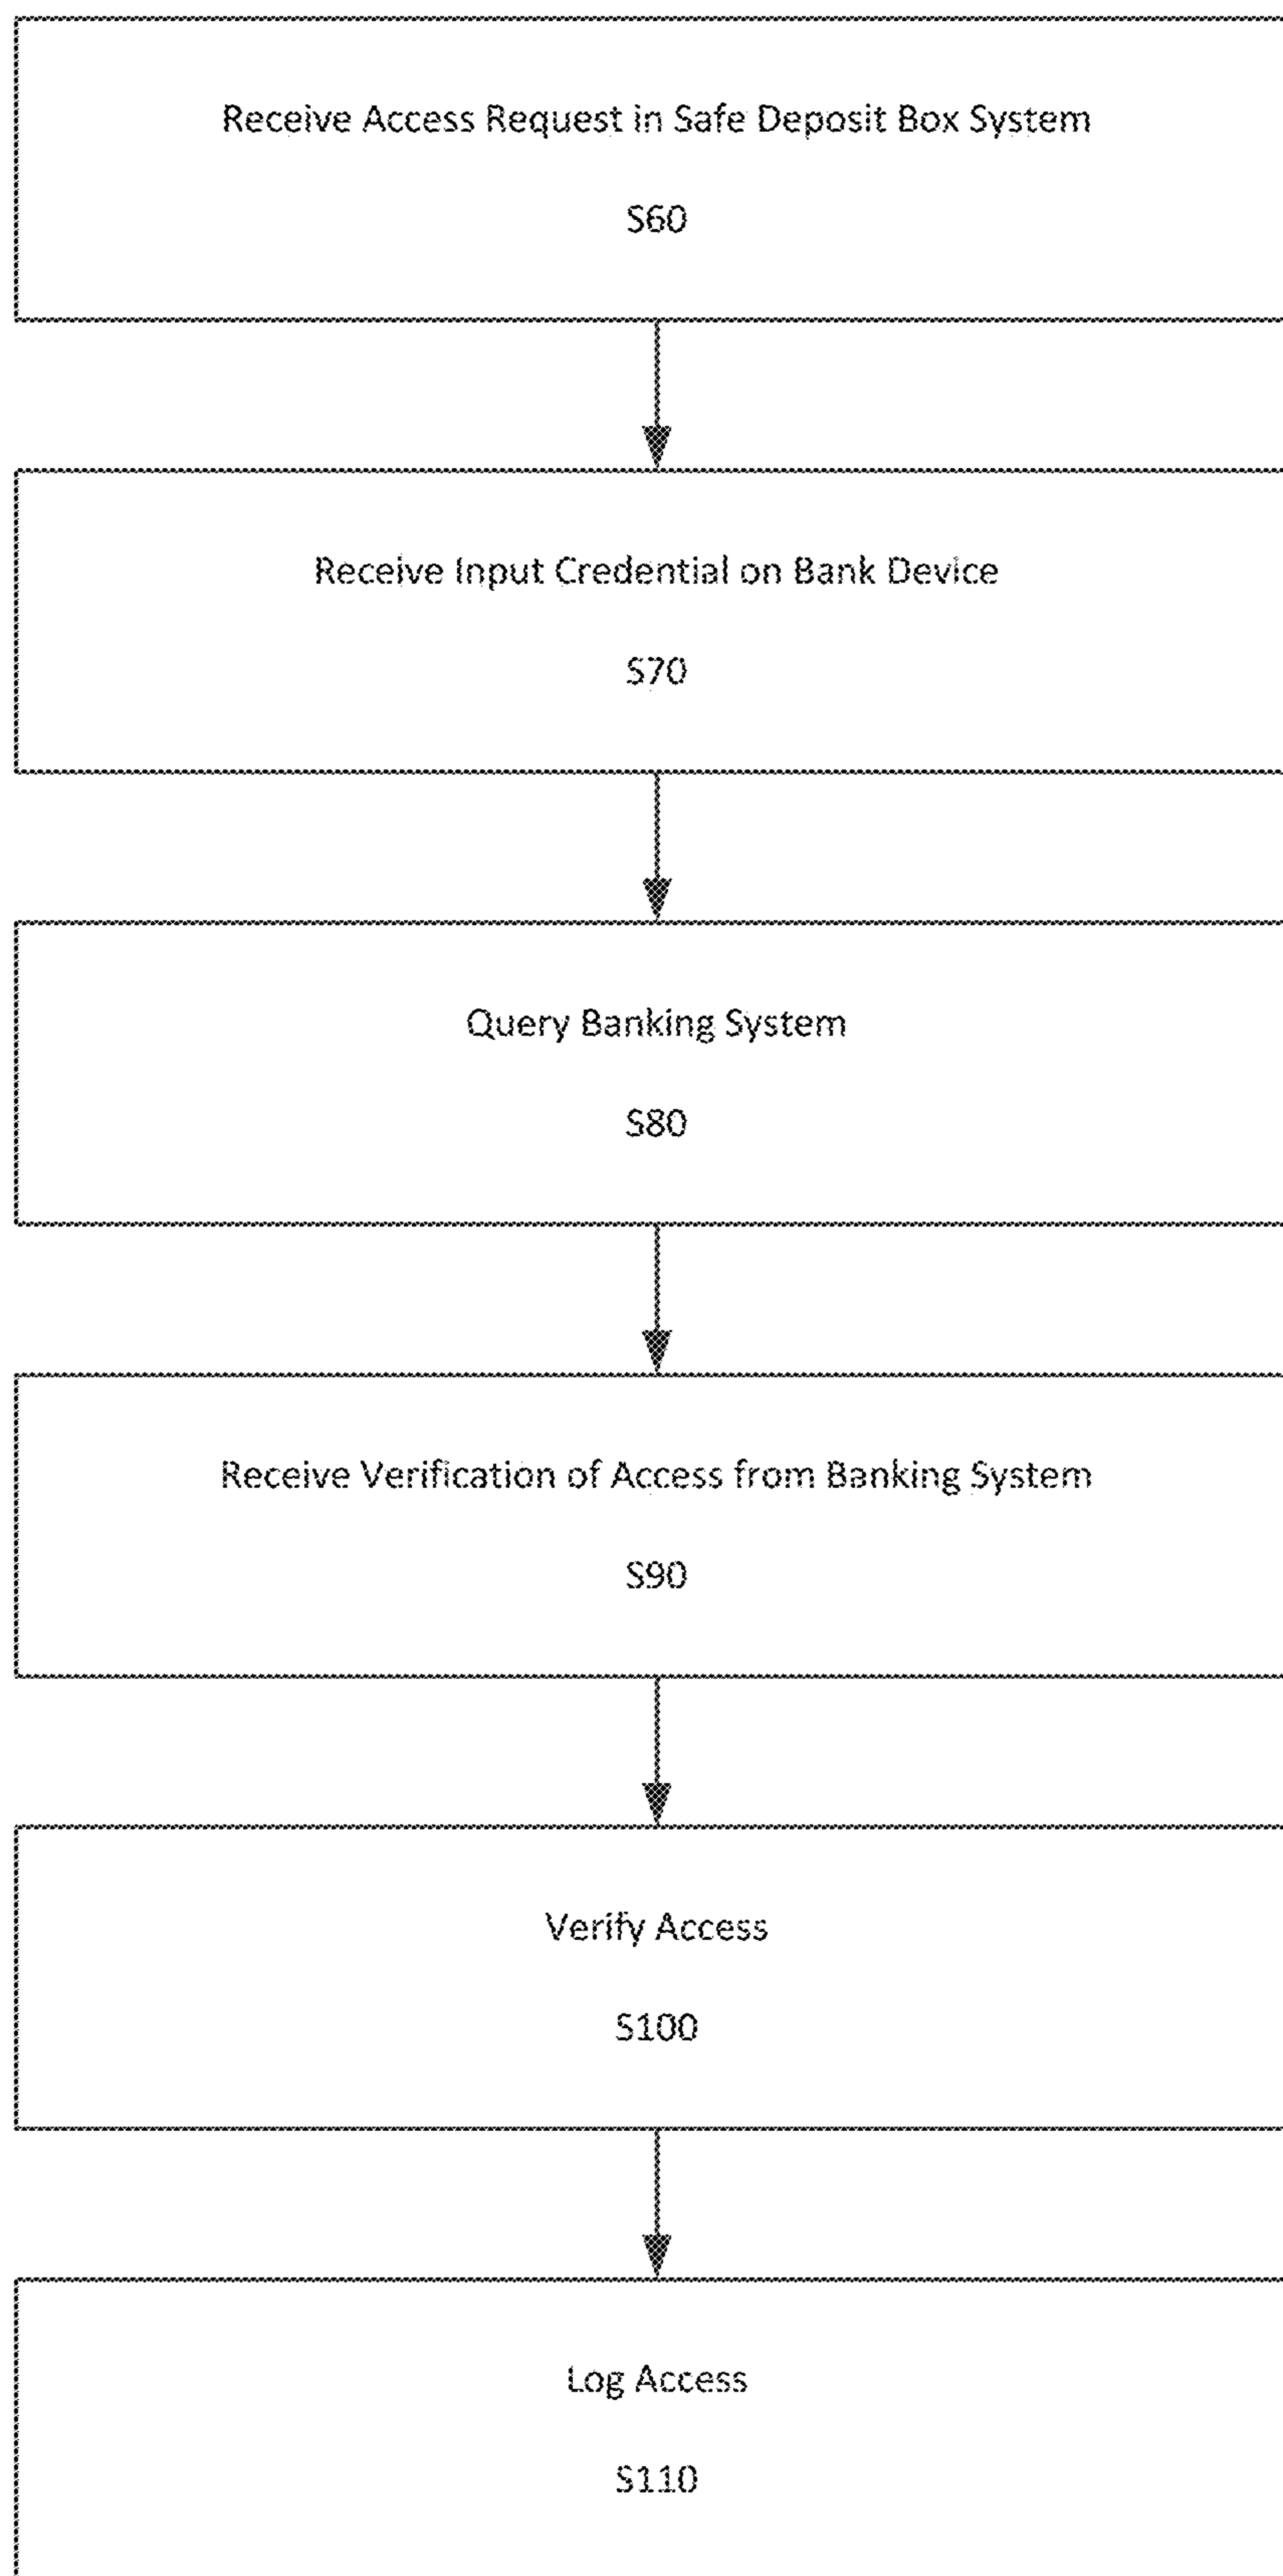 Receive Access Request in Safe Deposit Box System
S60
Receive Input Credential on Bank Device
S70
Query Banking System
S80
Receive Verification of Access from Banking System
S90
Verify Access
S100
Log Access
S110